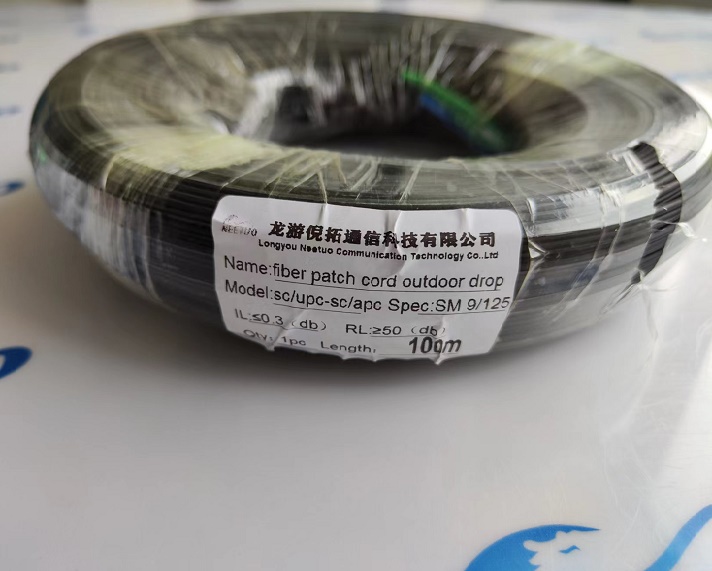 NEETUO
龙游倪拓通信科技有限公司
Longyou Neetuo Communication Technology Co.,Ltd
Name:fiber patch cord outdoor drop
Model:sc/upc-sc/apc Spec:SM 9/125
IL:≤0.3（db） RL:≥50（db）
Qty: 1pc Length: 100m